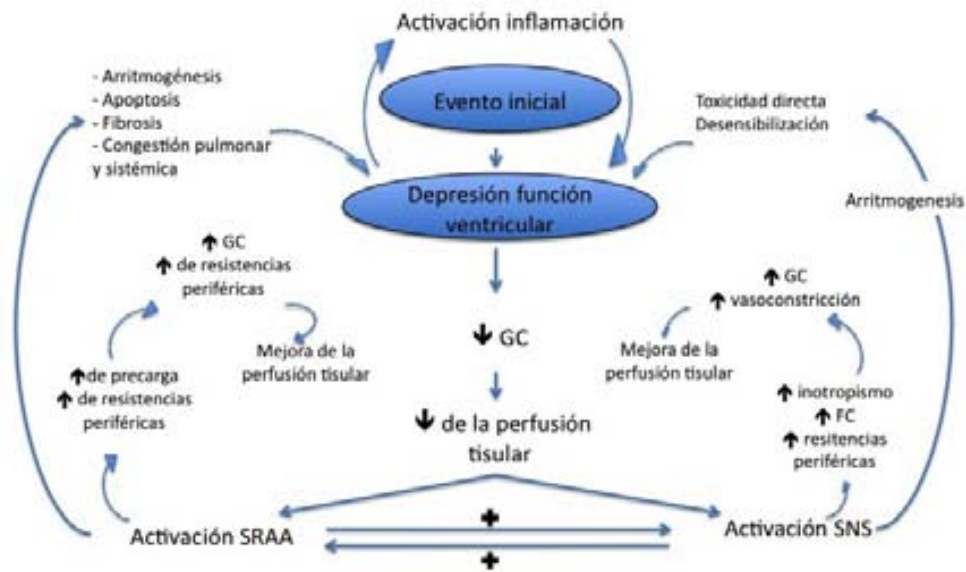 Activación inflamación
Evento inicial
- Arritmogénesis
- Apoptosis
- Fibrosis
- Congestión pulmonar
y sistémica
Toxicidad directa
Desensibilización
Depresión función
ventricular
Arritmogenesis
↑ GC
↑ de resistencias
periféricas
↑ GC
↑ vasoconstricción
↓ GC
Mejora de la
perfusión tisular
Mejora de la
perfusión tisular
↑de precarga
↑ de resistencias
periféricas
↑ inotropismo
↑ FC
↑ resitencias
periféricas
↓ de la perfusión
tisular
Activación SRAA
+
+
Activación SNS